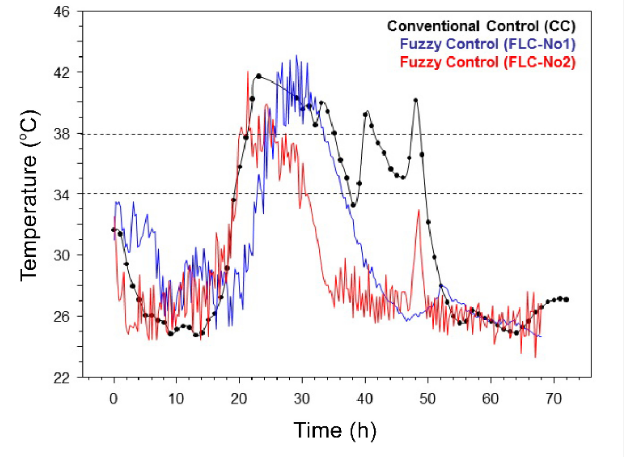 46
Conventional Control (CC)
Fuzzy Control (FLC-No1)
Fuzzy Control (FLC-No2)
42
38
34
30
26
22
Temperature (°C)
0 10 20 30 40 50 60 70
Time (h)